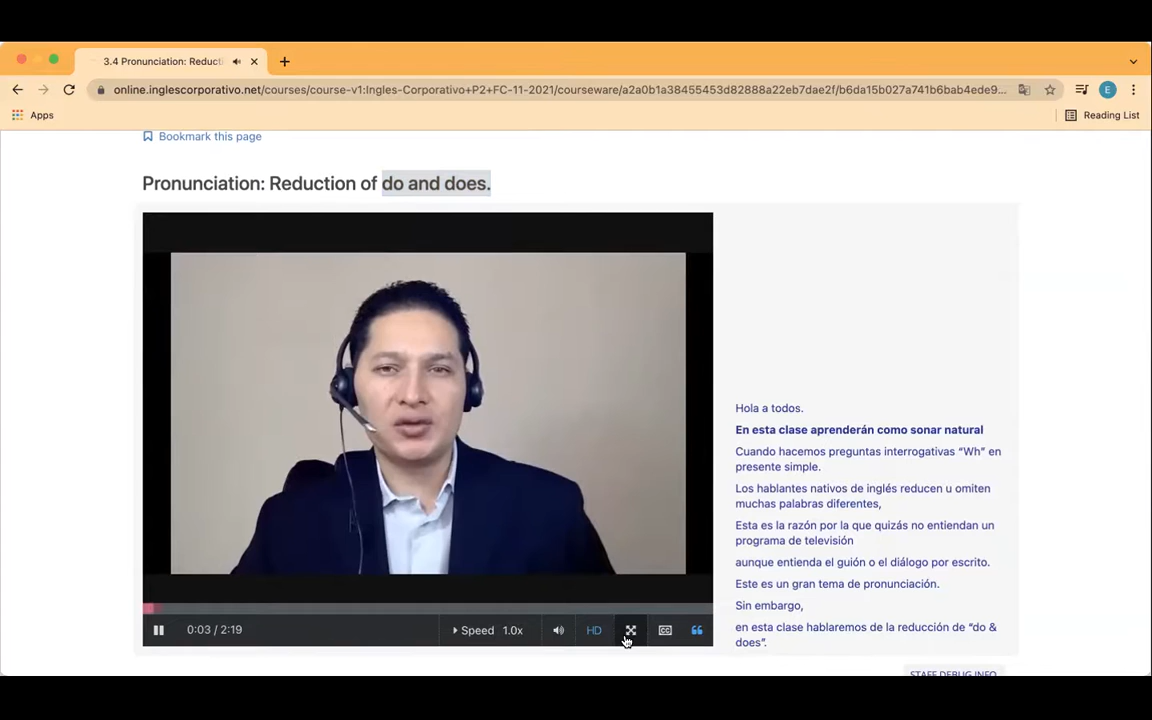 3.4 Pronunciation: Reducti
online.inglescorporativo.net/courses/course-v1:Ingles-Corporativo+P2+FC-11-2021/courseware/a2a0b1a38455453d82888a22eb7dae2f/b6da15b027a741b6bab4ede9...
E
Apps
Reading List
Bookmark this page
Pronunciation: Reduction of do and does.
Hola a todos.
En esta clase aprenderán como sonar natural
Cuando hacemos preguntas interrogativas “Wh” en
presente simple.
Los hablantes nativos de inglés reducen u omiten
muchas palabras diferentes,
Esta es la razón por la que quizás no entiendan un
programa de televisión
aunque entienda el guión o el diálogo por escrito.
Este es un gran tema de pronunciación.
Sin embargo,
en esta clase hablaremos de la reducción de “do &
does”.
0:03 / 2:19
Speed 1.0x
HD
CC
STAFF DEBUG INFO